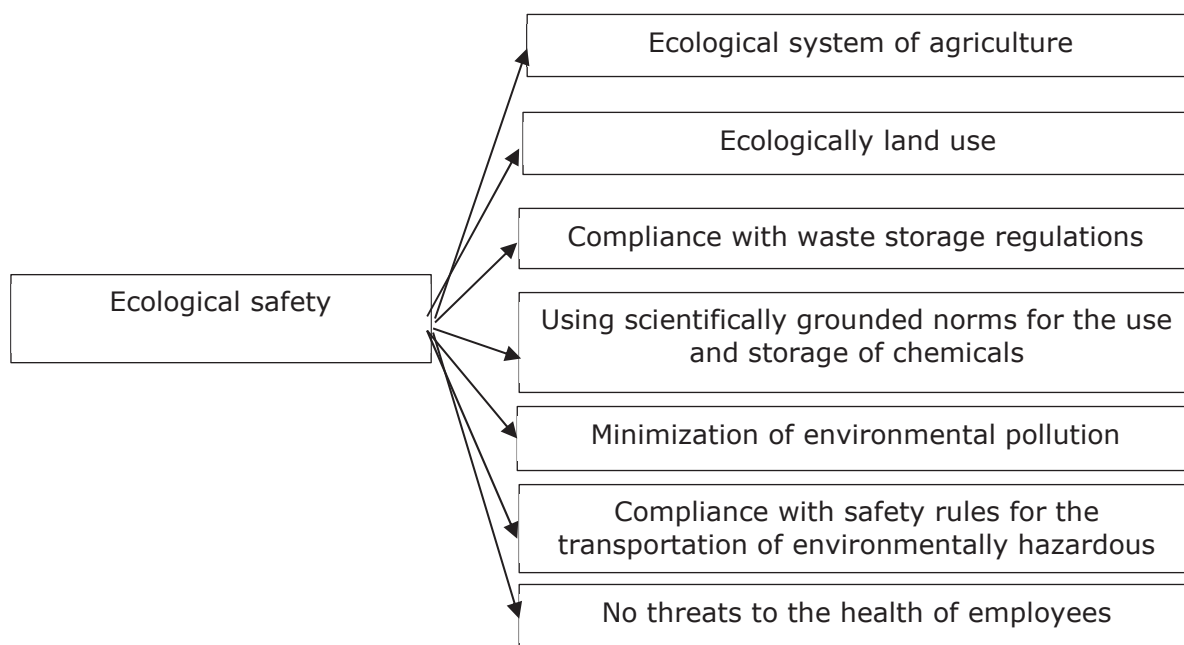 Ecological system of agriculture
Ecologically land use
Compliance with waste storage regulations
Ecological safety
Using scientifically grounded norms for the use
and storage of chemicals
Minimization of environmental pollution
Compliance with safety rules for the
transportation of environmentally hazardous
No threats to the health of employees